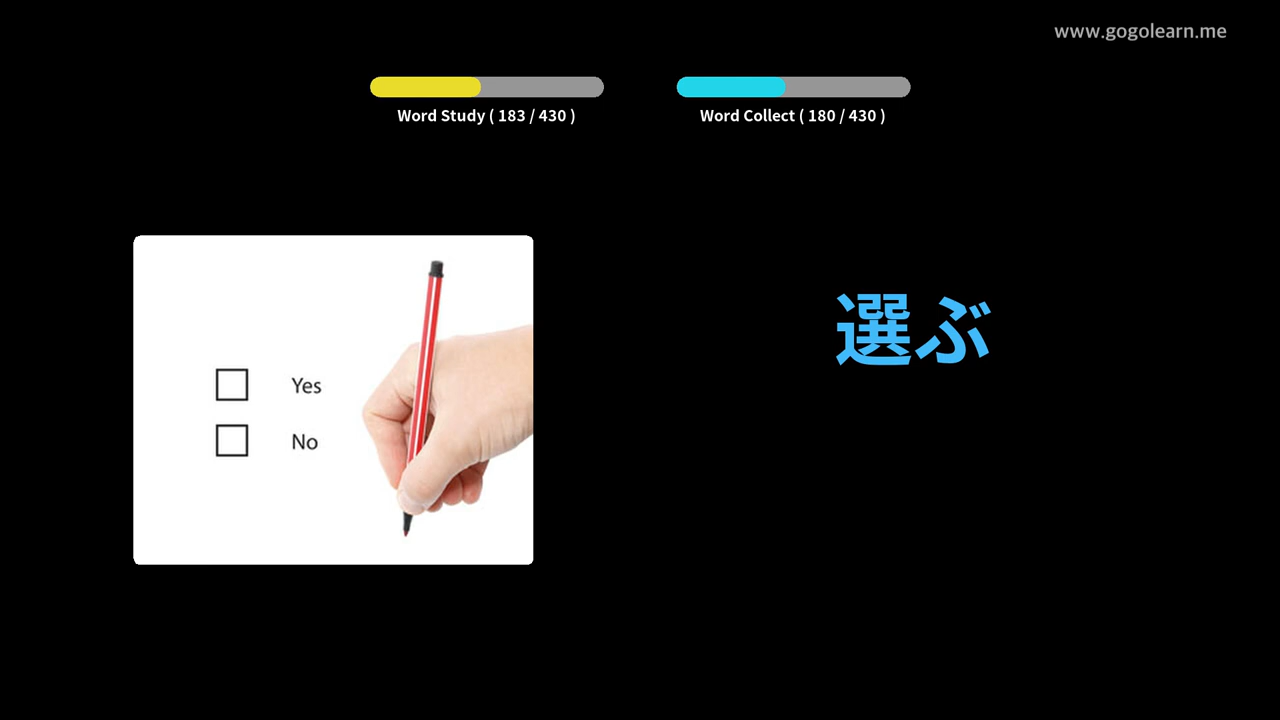 www.gogolearn.me
Word Study ( 183 / 430 )
Word Collect ( 180 / 430 )
Yes
No
選ぶ